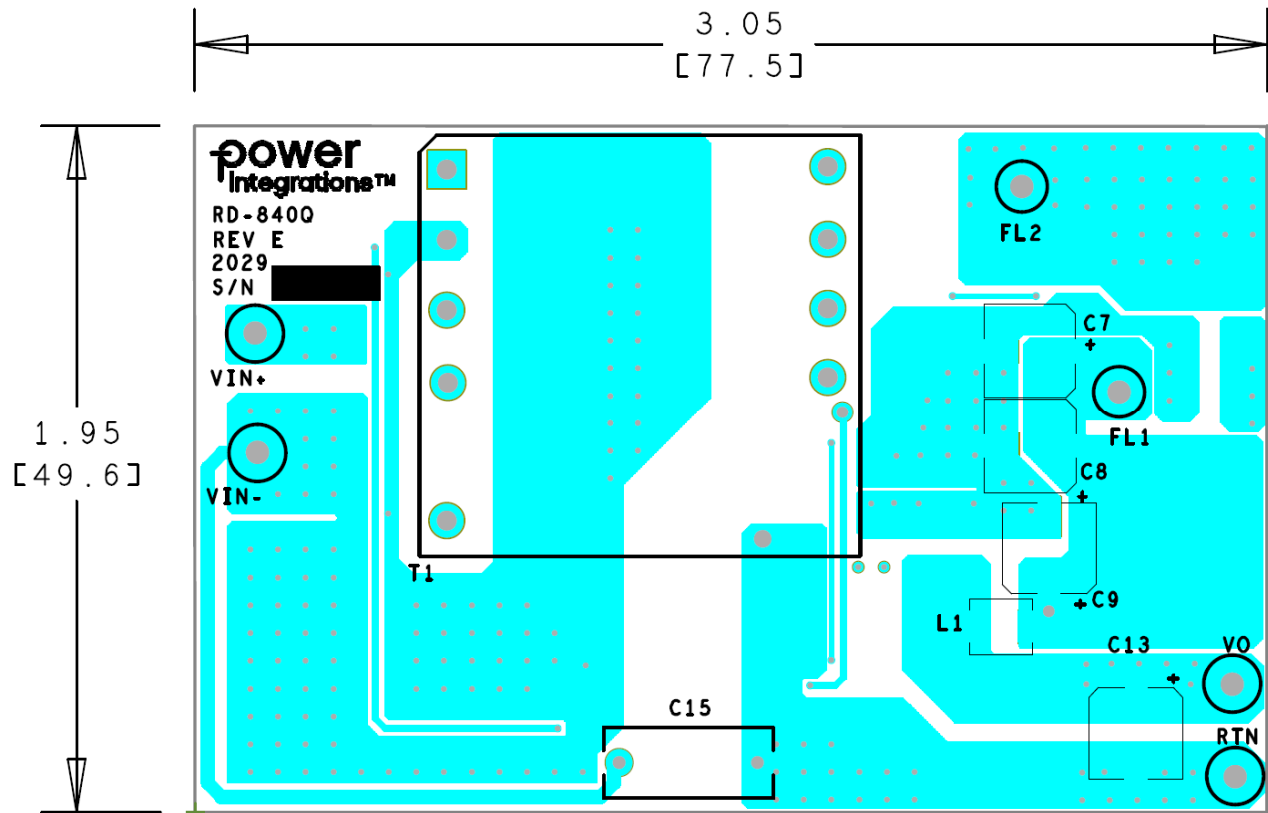 3.05
[77.5]
power
integrations™
RD-840Q
REV E
2029
S/N
FL2
C7
+
VIN+
1.95
[49.6]
FL1
C8
+
VIN-
T1
C9
+
L1
C13
+
VO
C15
RTN